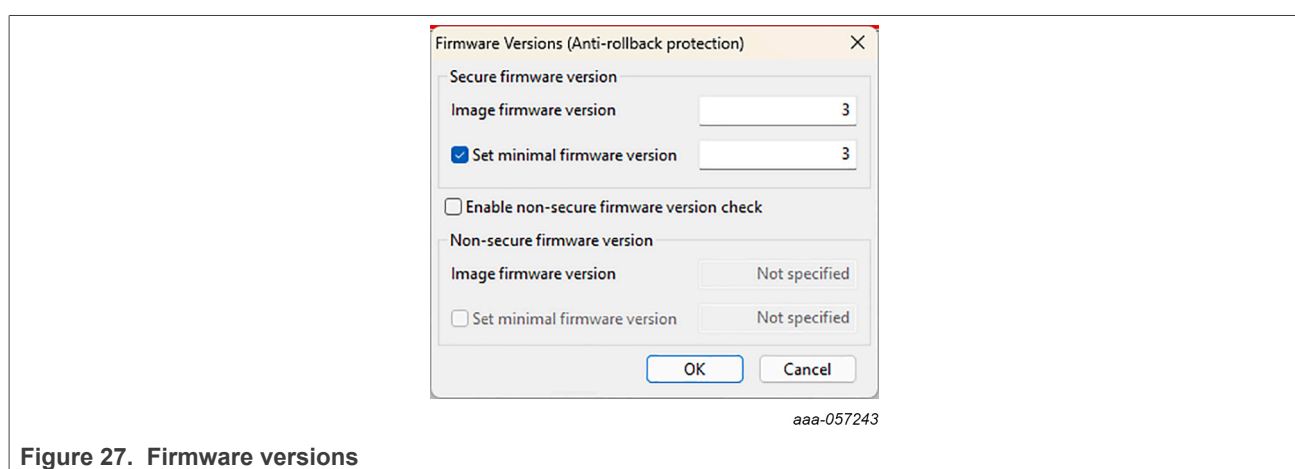 Firmware Versions (Anti-rollback protection)
Secure firmware version
Image firmware version 3
Set minimal firmware version 3
Enable non-secure firmware version check
Non-secure firmware version
Image firmware version Not specified
Set minimal firmware version Not specified
OK Cancel
aaa-057243
Figure 27. Firmware versions